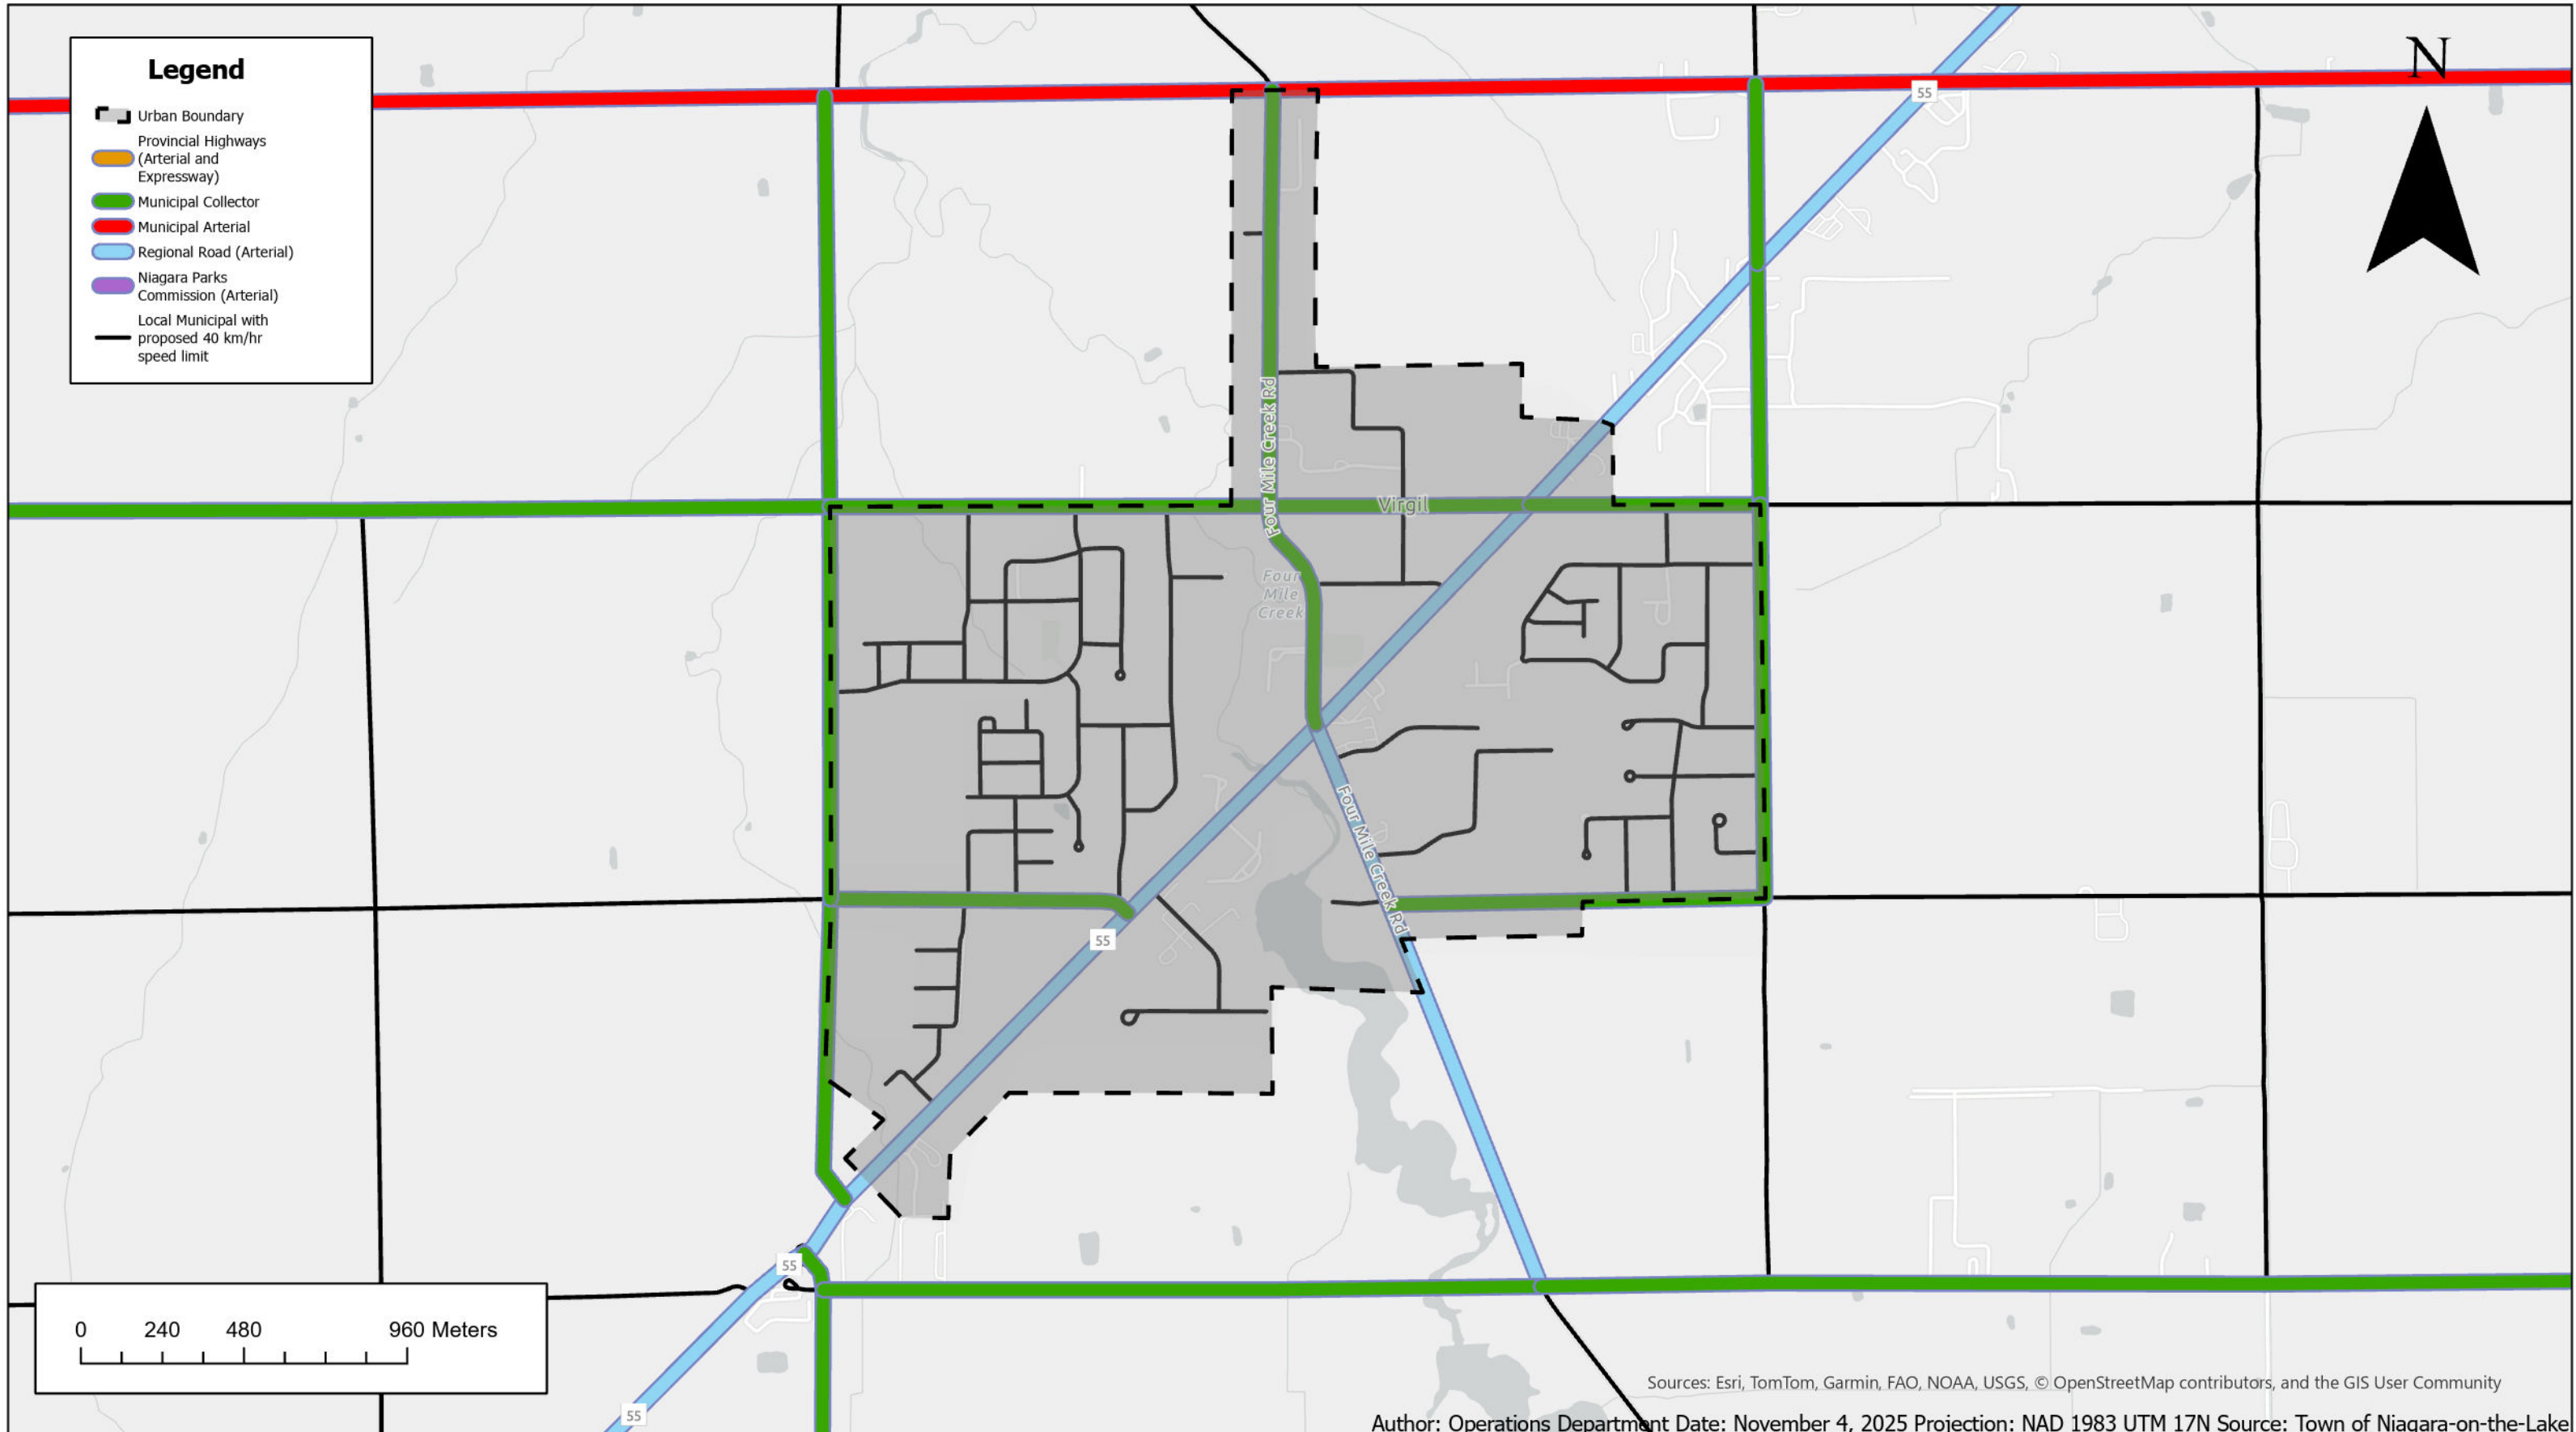 Legend
Urban Boundary
Provincial Highways
(Arterial and
Expressway)
Municipal Collector
Municipal Arterial
Regional Road (Arterial)
Niagara Parks
Commission (Arterial)
Local Municipal with
proposed 40 km/hr
speed limit
N
55
Four Mile Creek Rd
Virgil
Four
Mile
Creek
Four Mile Creek Rd
55
55
0 240 480 960 Meters
55
Sources: Esri, TomTom, Garmin, FAO, NOAA, USGS, © OpenStreetMap contributors, and the GIS User Community
Author: Operations Department Date: November 4, 2025 Projection: NAD 1983 UTM 17N Source: Town of Niagara-on-the-Lake